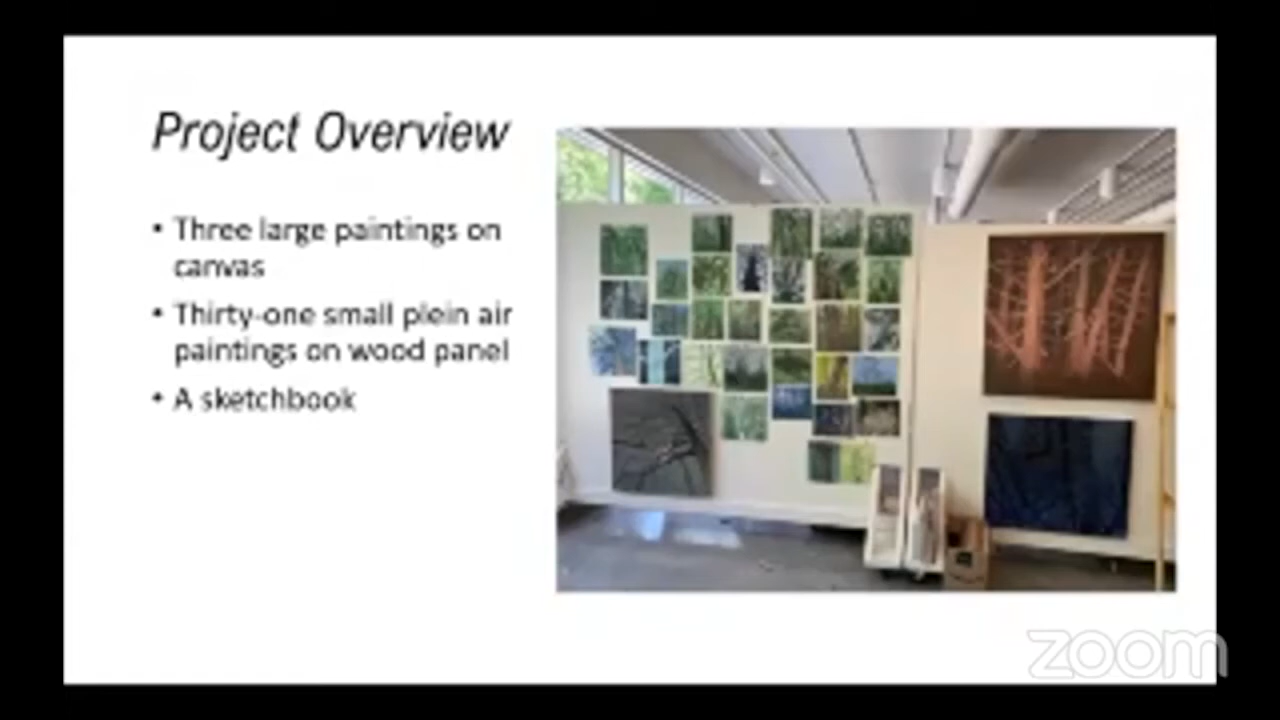 Project Overview
• Three large paintings on
canvas
• Thirty-one small plein air
paintings on wood panel
• A sketchbook
zoom